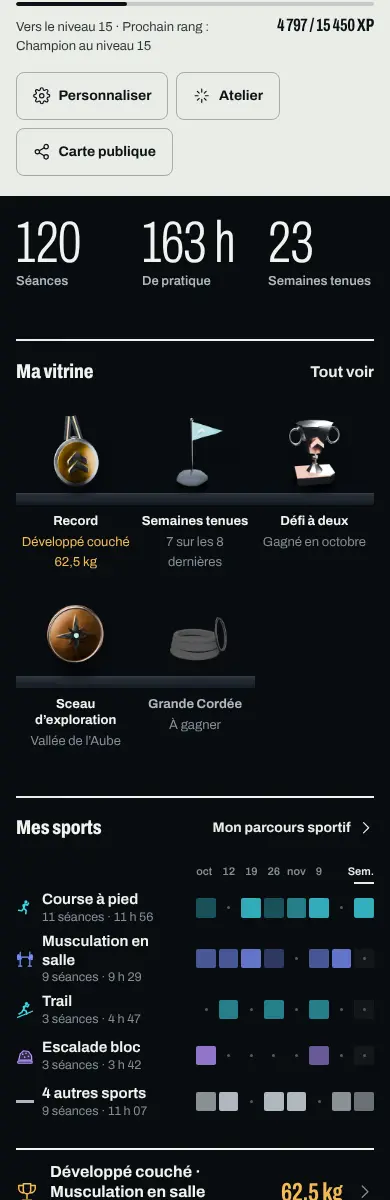 Vers le niveau 15 · Prochain rang :
Champion au niveau 15
4 797 / 15 450 XP
Personnaliser
Atelier
Carte publique
120
163 h
23
Séances
De pratique
Semaines tenues
Ma vitrine
Tout voir
Record
Développé couché
62,5 kg
Semaines tenues
7 sur les 8
dernières
Défi à deux
Gagné en octobre
Sceau
d'exploration
Vallée de l'Aube
Grande Cordée
À gagner
Mes sports
Mon parcours sportif
oct 12 19 26 nov 9 Sem.
Course à pied
11 séances · 11 h 56
Musculation en
salle
9 séances · 9 h 29
Trail
3 séances · 4 h 47
Escalade bloc
3 séances · 3 h 42
4 autres sports
9 séances · 11 h 07
Développé couché ·
Musculation en salle
62,5 kg